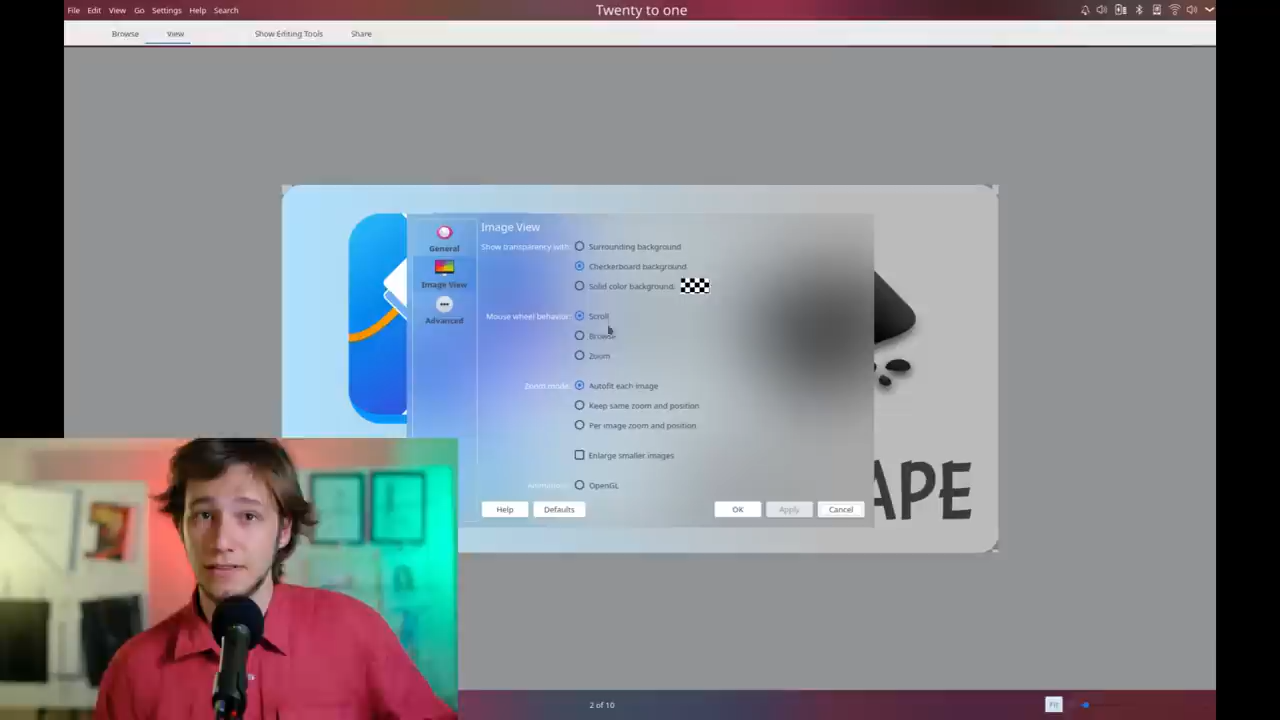 File Edit View Go Settings Help Search
Twenty to one
Browse View Show Editing Tools Share
General
Image View
Advanced
Image View
Show transparency with: Surrounding background
Checkerboard background
Solid color background:
Mouse wheel behavior: Scroll
Browse
Zoom
Zoom mode: Autofit each image
Keep same zoom and position
Per image zoom and position
Enlarge smaller images
OpenGL
Help Defaults OK Apply Cancel
APE
2 of 10
Fit